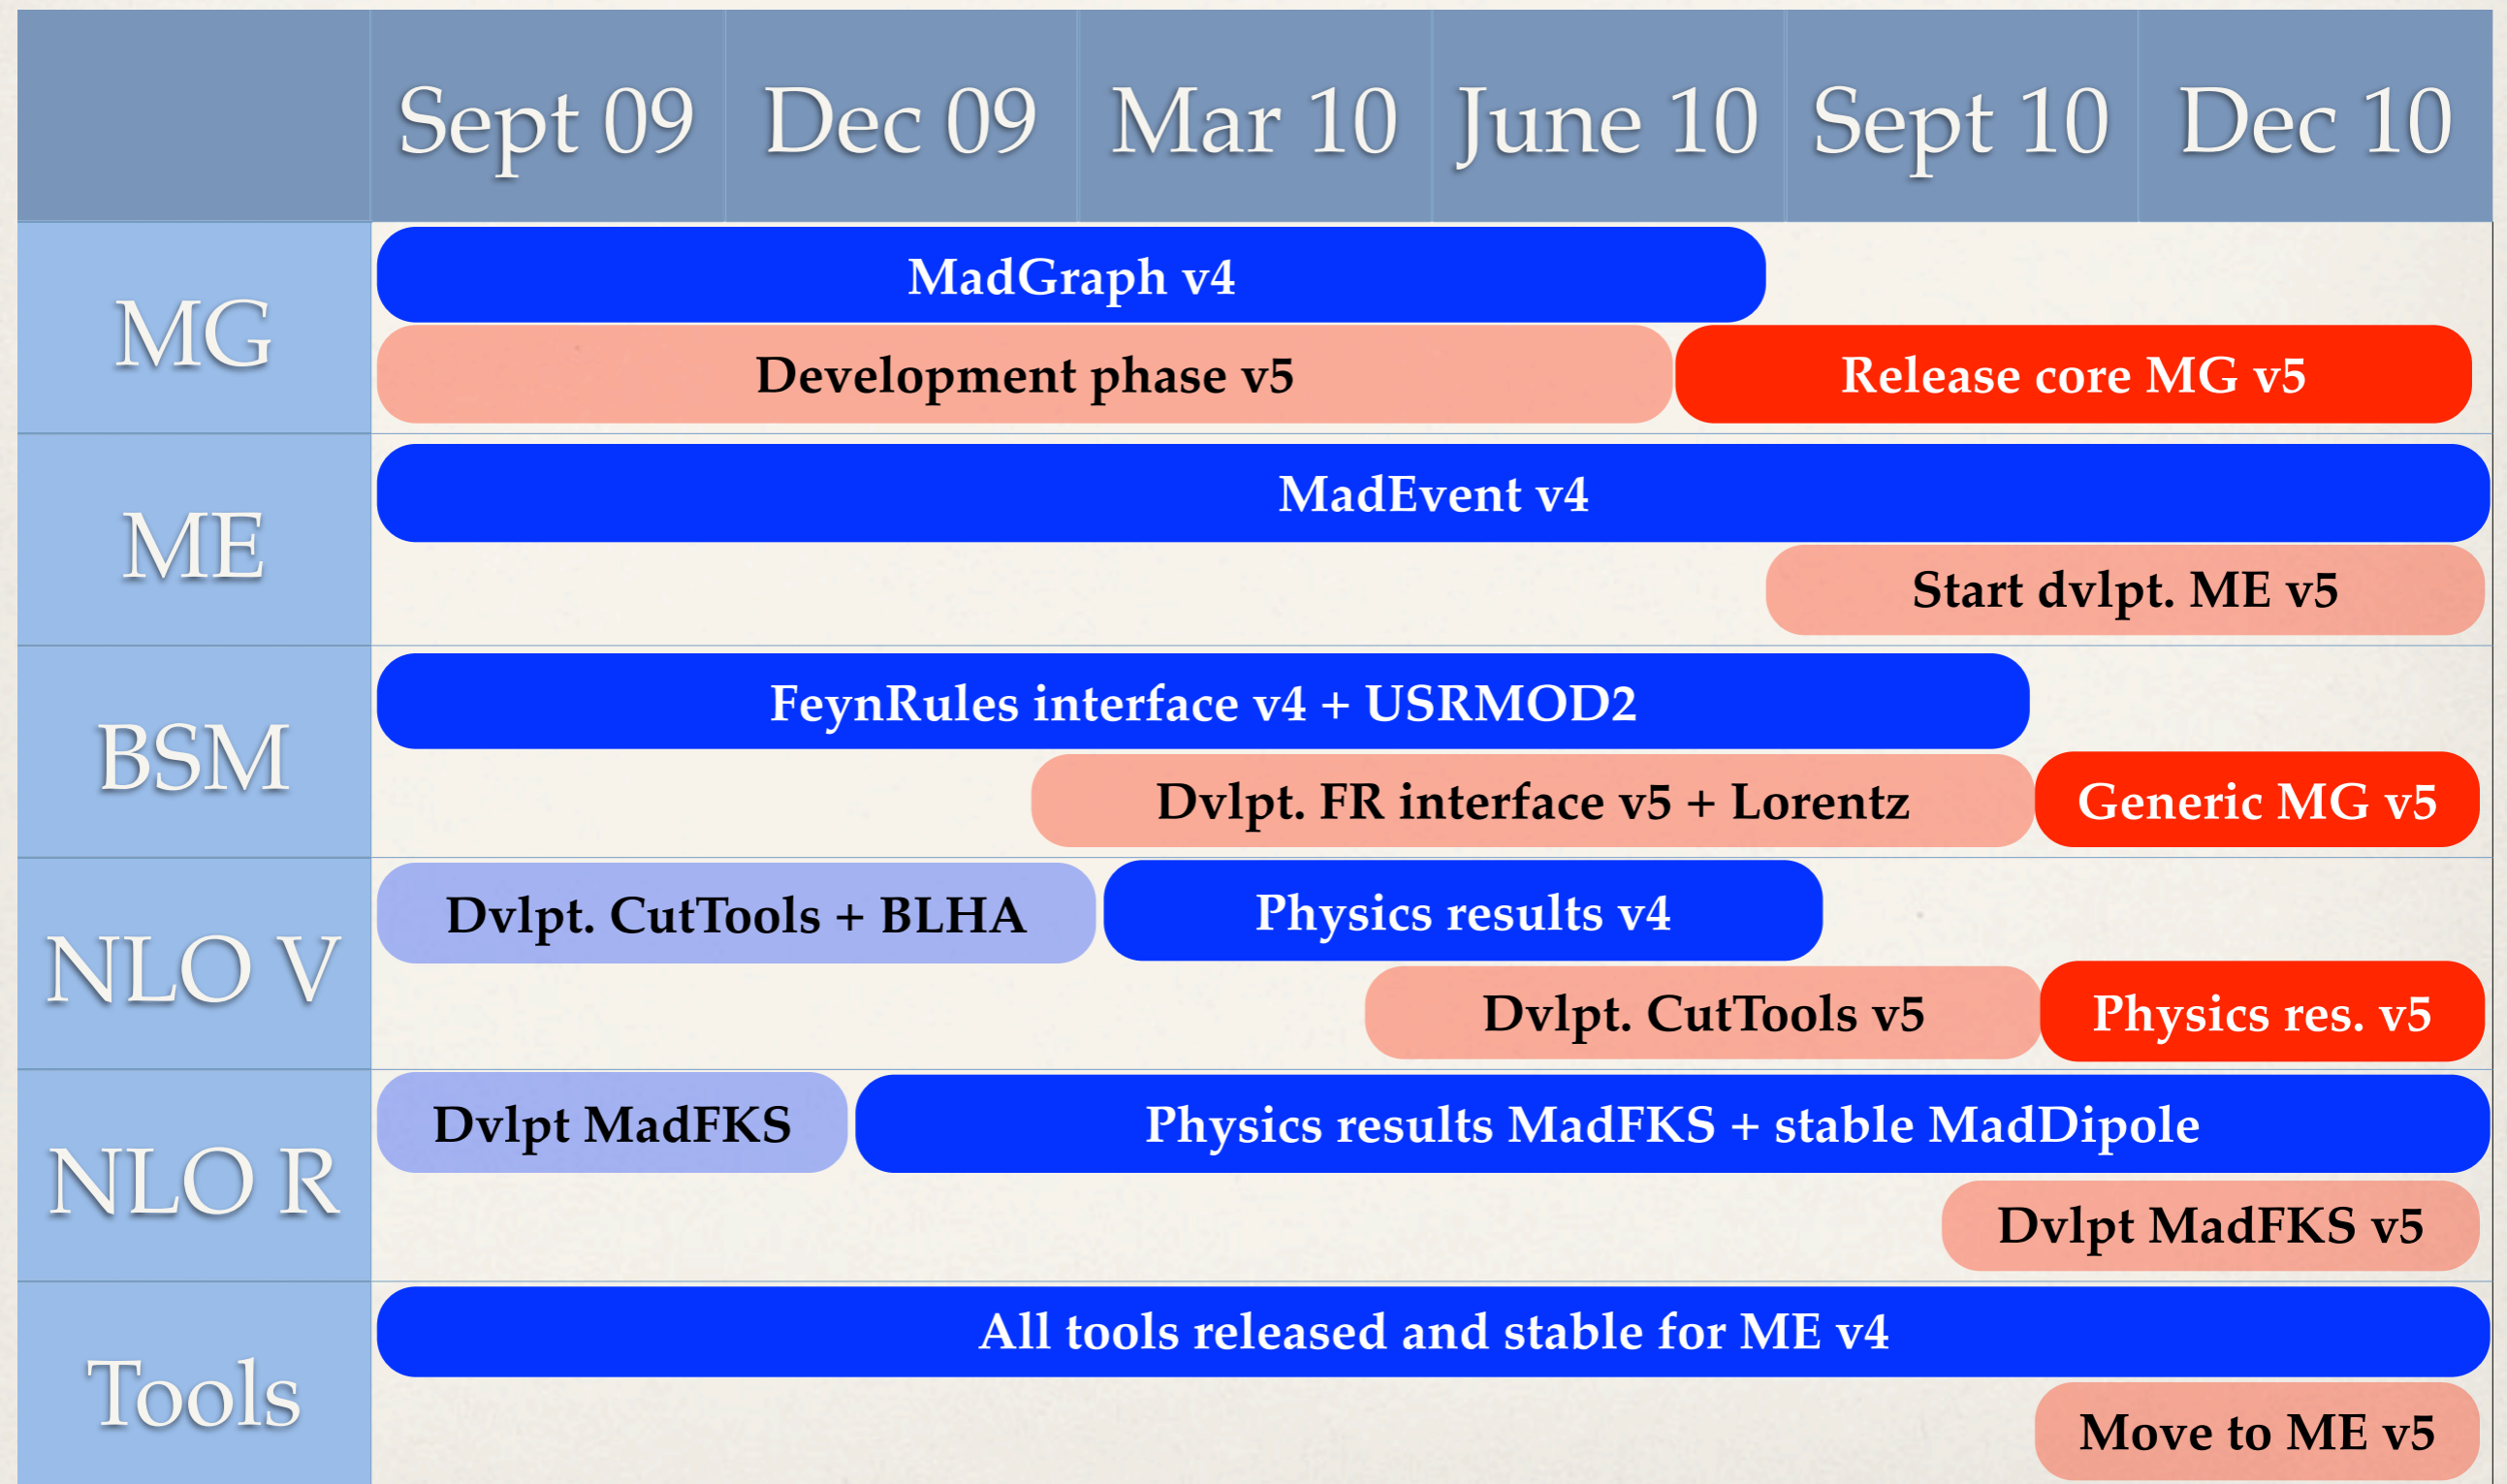 Sept 09 Dec 09 Mar 10 June 10 Sept 10 Dec 10
MG
MadGraph v4
Development phase v5 Release core MG v5
ME
MadEvent v4
Start dvlpt. ME v5
BSM
FeynRules interface v4 + USRMOD2
Dvlpt. FR interface v5 + Lorentz Generic MG v5
NLO V
Dvlpt. CutTools + BLHA Physics results v4
Dvlpt. CutTools v5 Physics res. v5
NLO R
Dvlpt MadFKS Physics results MadFKS + stable MadDipole
Dvlpt MadFKS v5
Tools
All tools released and stable for ME v4
Move to ME v5